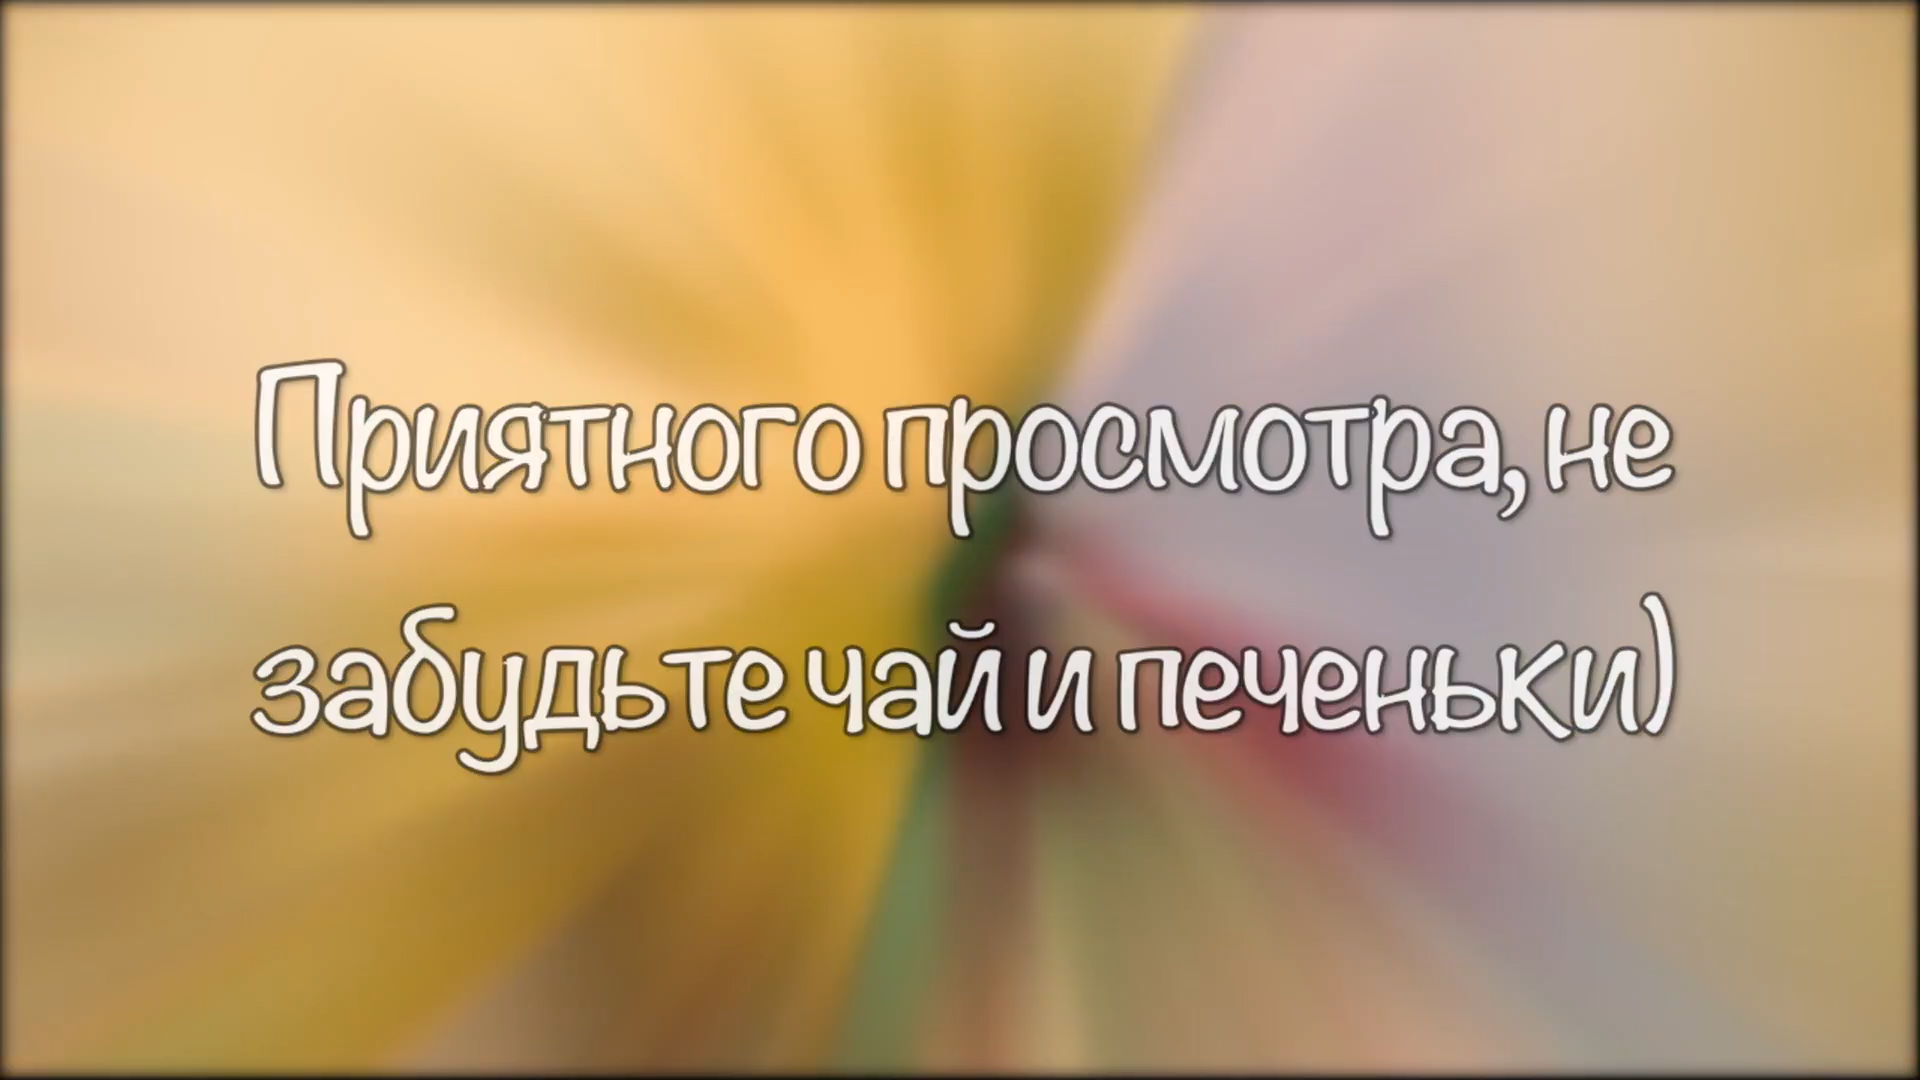 Приятного просмотра, не
забудьте чай и печеньки)